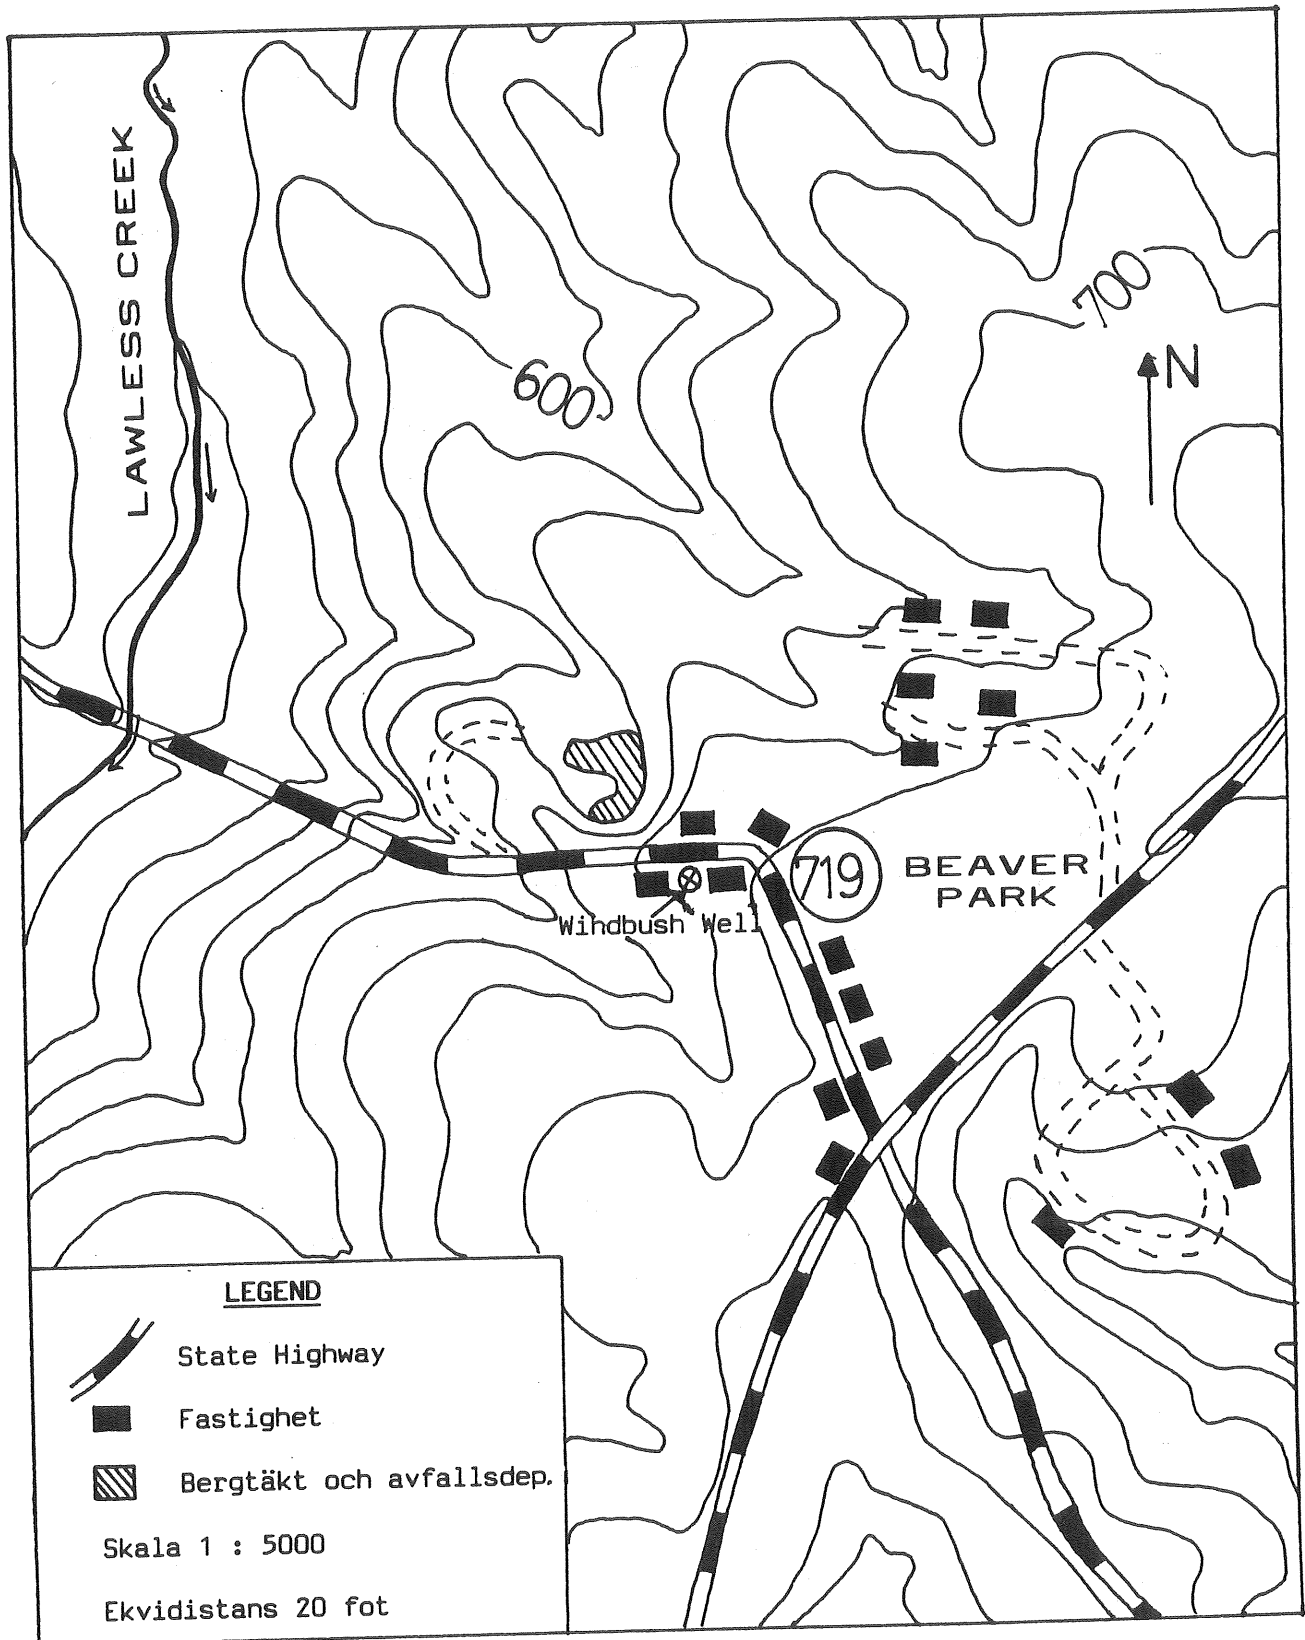 LAWLESS CREEK
700
N
600
719
BEAVER
PARK
Wihdbush Well
LEGEND
State Highway
Fastighet
Bergtäkt och avfallsdep.
Skala 1 : 5000
Ekvidistans 20 fot